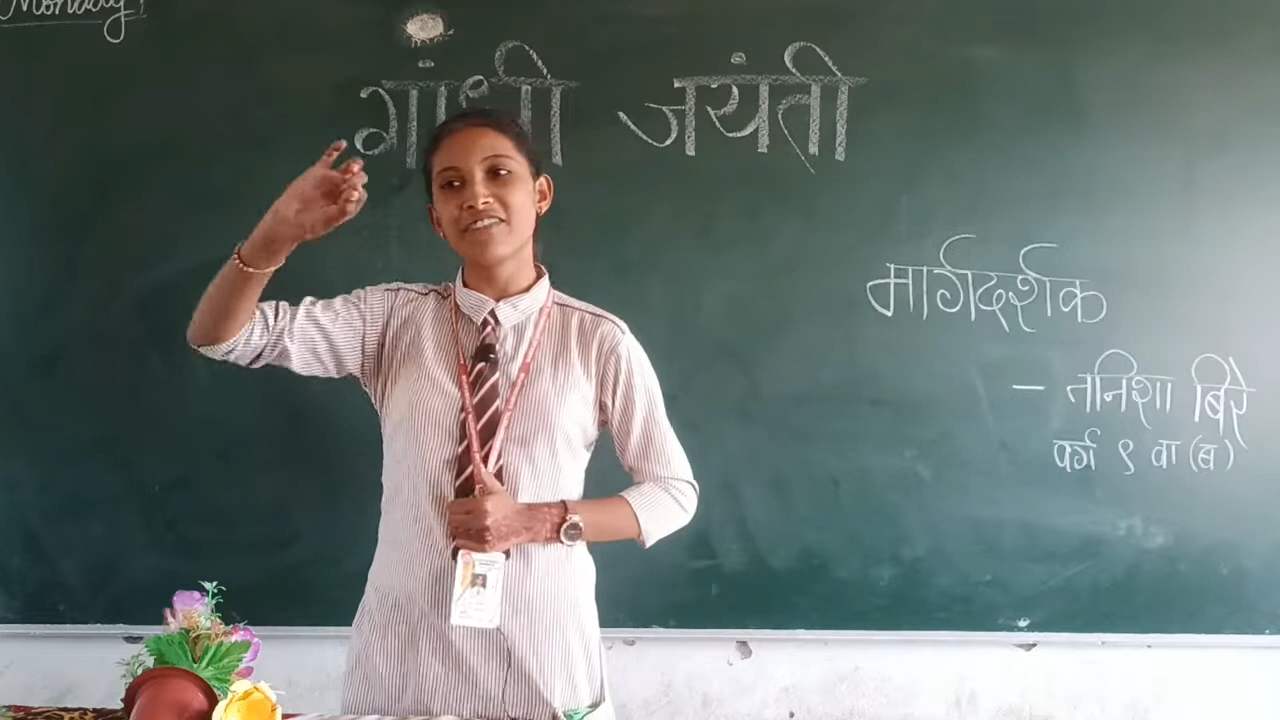 Monday!
गांधी जयंती
मार्गदर्शक
- तनिशा बिरे
वर्ग ९ वा (ब)